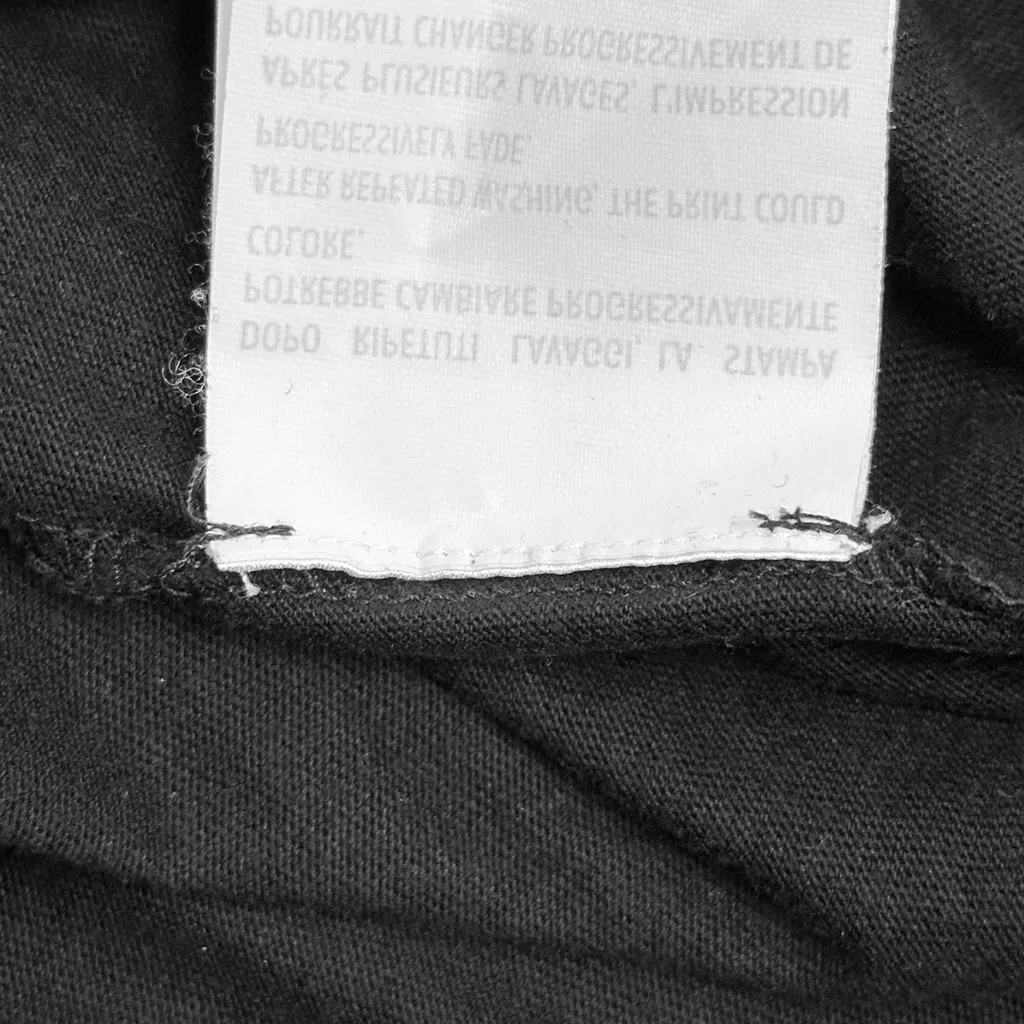 DOPO RIPETUTI LAVAGGI, LA STAMPA
POTREBBE CAMBIARE PROGRESSIVAMENTE
COLORE.
AFTER REPEATED WASHING, THE PRINT COULD
PROGRESSIVELY FADE.
APRÈS PLUSIEURS LAVAGES, L'IMPRESSION
POURRAIT CHANGER PROGRESSIVEMENT DE